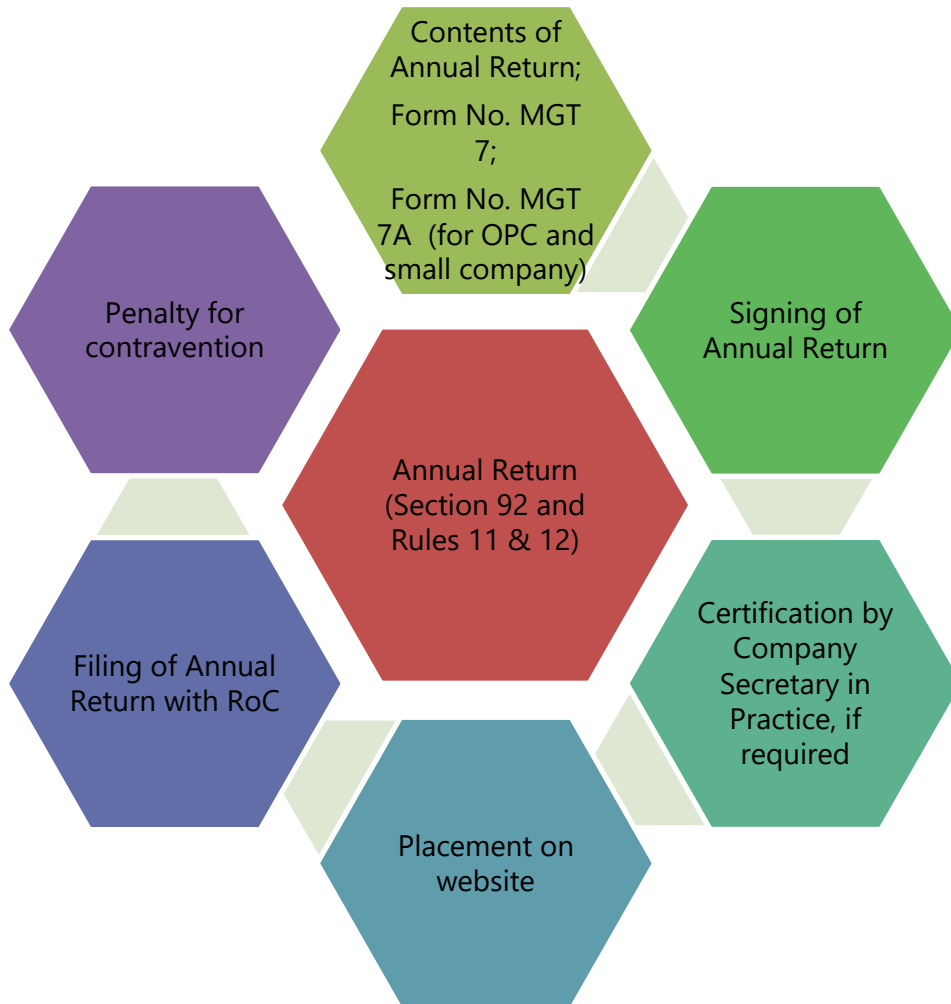 Contents of
Annual Return;
Form No. MGT
7;
Form No. MGT
7A (for OPC and
small company)
Signing of
Annual Return
Certification by
Company
Secretary in
Practice, if
required
Placement on
website
Filing of Annual
Return with RoC
Penalty for
contravention
Annual Return
(Section 92 and
Rules 11 & 12)